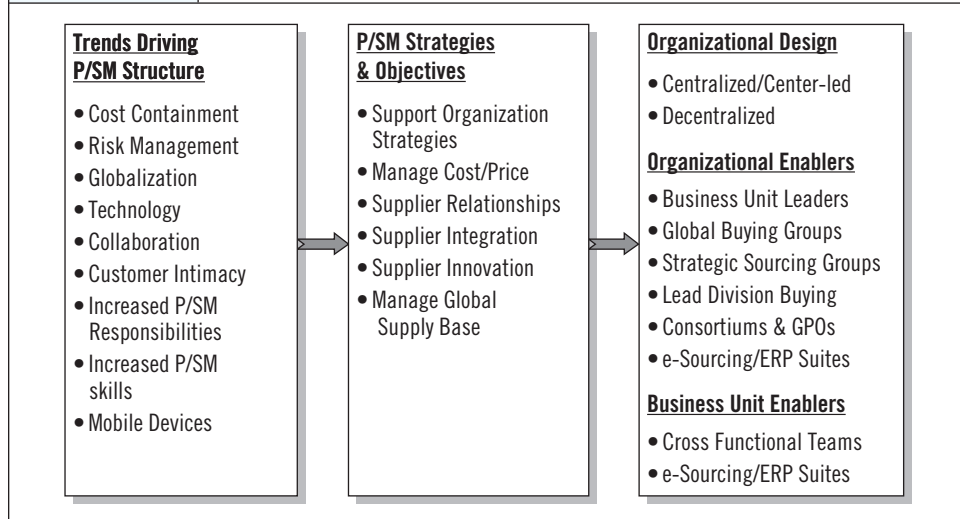 Trends Driving
P/SM Structure
• Cost Containment
• Risk Management
• Globalization
• Technology
• Collaboration
• Customer Intimacy
• Increased P/SM
Responsibilities
• Increased P/SM
skills
• Mobile Devices
P/SM Strategies
& Objectives
• Support Organization
Strategies
• Manage Cost/Price
• Supplier Relationships
• Supplier Integration
• Supplier Innovation
• Manage Global
Supply Base
Organizational Design
• Centralized/Center-led
• Decentralized
Organizational Enablers
• Business Unit Leaders
• Global Buying Groups
• Strategic Sourcing Groups
• Lead Division Buying
• Consortiums & GPOs
• e-Sourcing/ERP Suites
Business Unit Enablers
• Cross Functional Teams
• e-Sourcing/ERP Suites